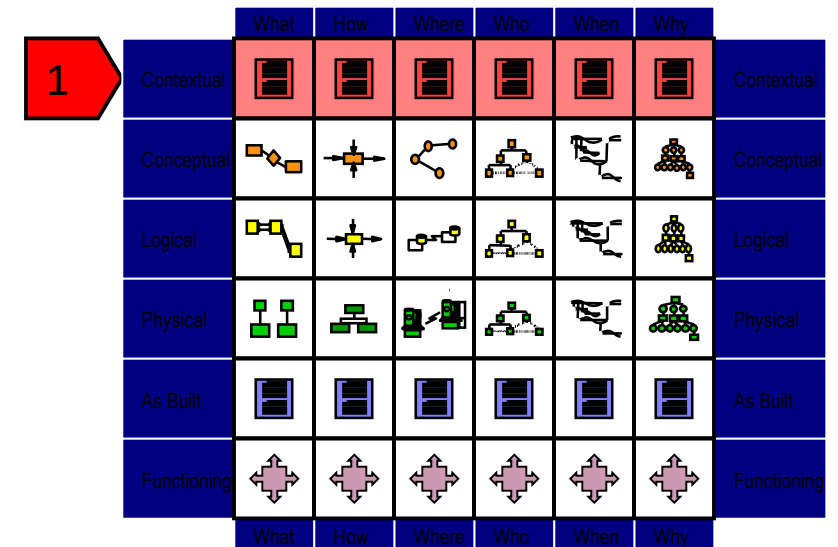 What How Where Who When Why
1
Contextual Contextual
Conceptual Conceptual
Logical Logical
Physical Physical
As Built As Built
Functioning Functioning
What How Where Who When Why